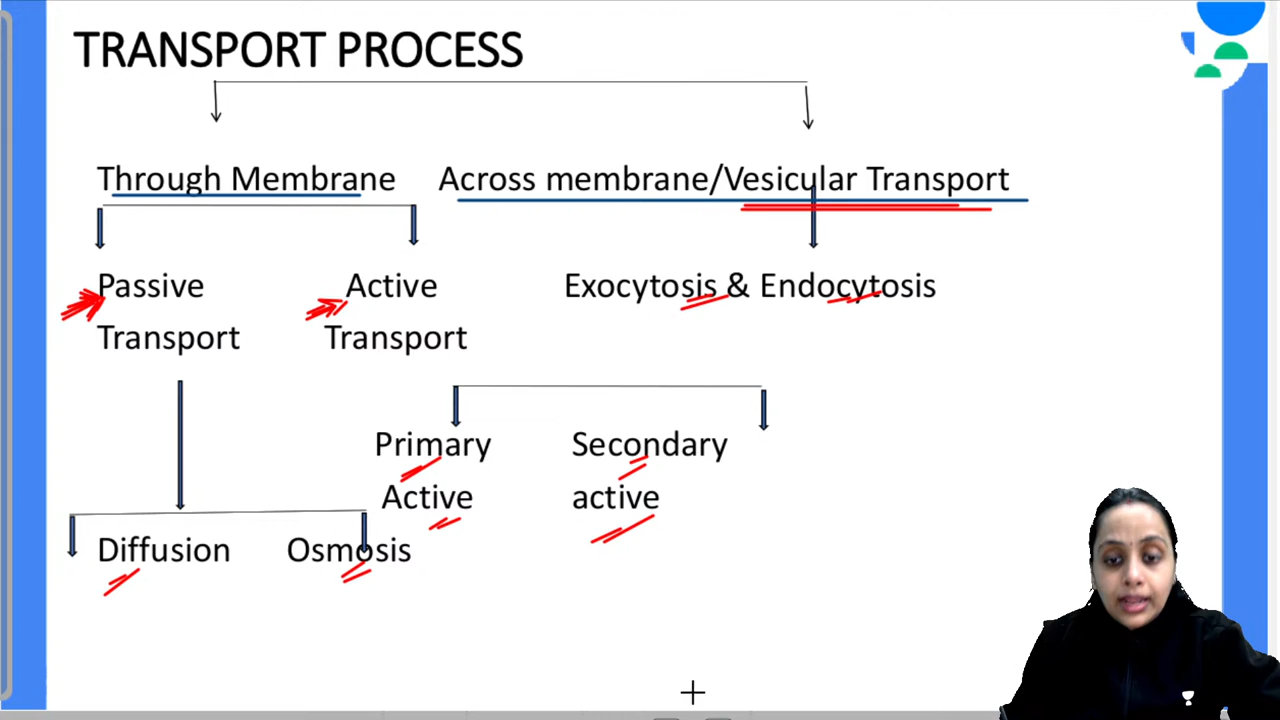 TRANSPORT PROCESS
Through Membrane
Across membrane/Vesicular Transport
Passive
Transport
Active
Transport
Exocytosis & Endocytosis
Primary
Active
Secondary
active
Diffusion
Osmosis